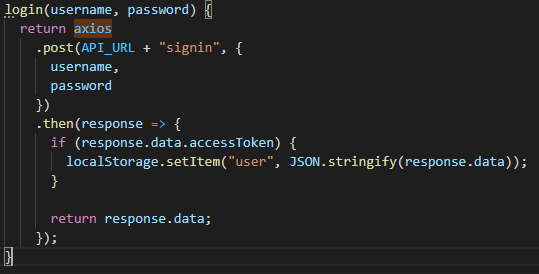 login(username, password) {
  return axios
    .post(API_URL + "signin", {
      username,
      password
    })
    .then(response => {
      if (response.data.accessToken) {
        localStorage.setItem("user", JSON.stringify(response.data));
      }

      return response.data;
    });
}